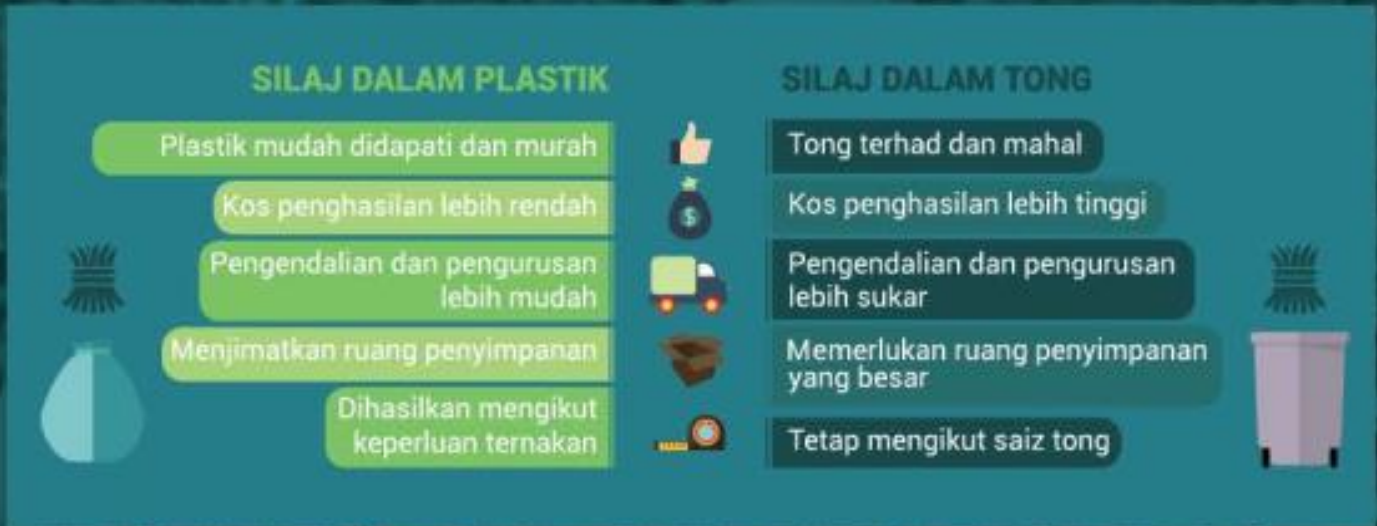 SILAJ DALAM PLASTIK
Plastik mudah didapati dan murah
Kos penghasilan lebih rendah
Pengendalian dan pengurusan
lebih mudah
Menjimatkan ruang penyimpanan
Dihasilkan mengikut
keperluan ternakan
$
SILAJ DALAM TONG
Tong terhad dan mahal
Kos penghasilan lebih tinggi
Pengendalian dan pengurusan
lebih sukar
Memerlukan ruang penyimpanan
yang besar
Tetap mengikut saiz tong